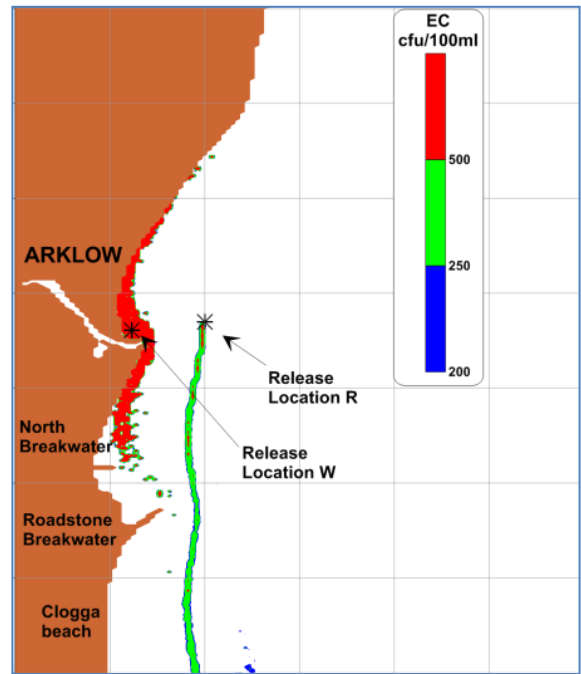 EC
cfu/100ml
500
250
200
ARKLOW
Release
Location R
North
Breakwater
Release
Location W
Roadstone
Breakwater
Clogga
beach